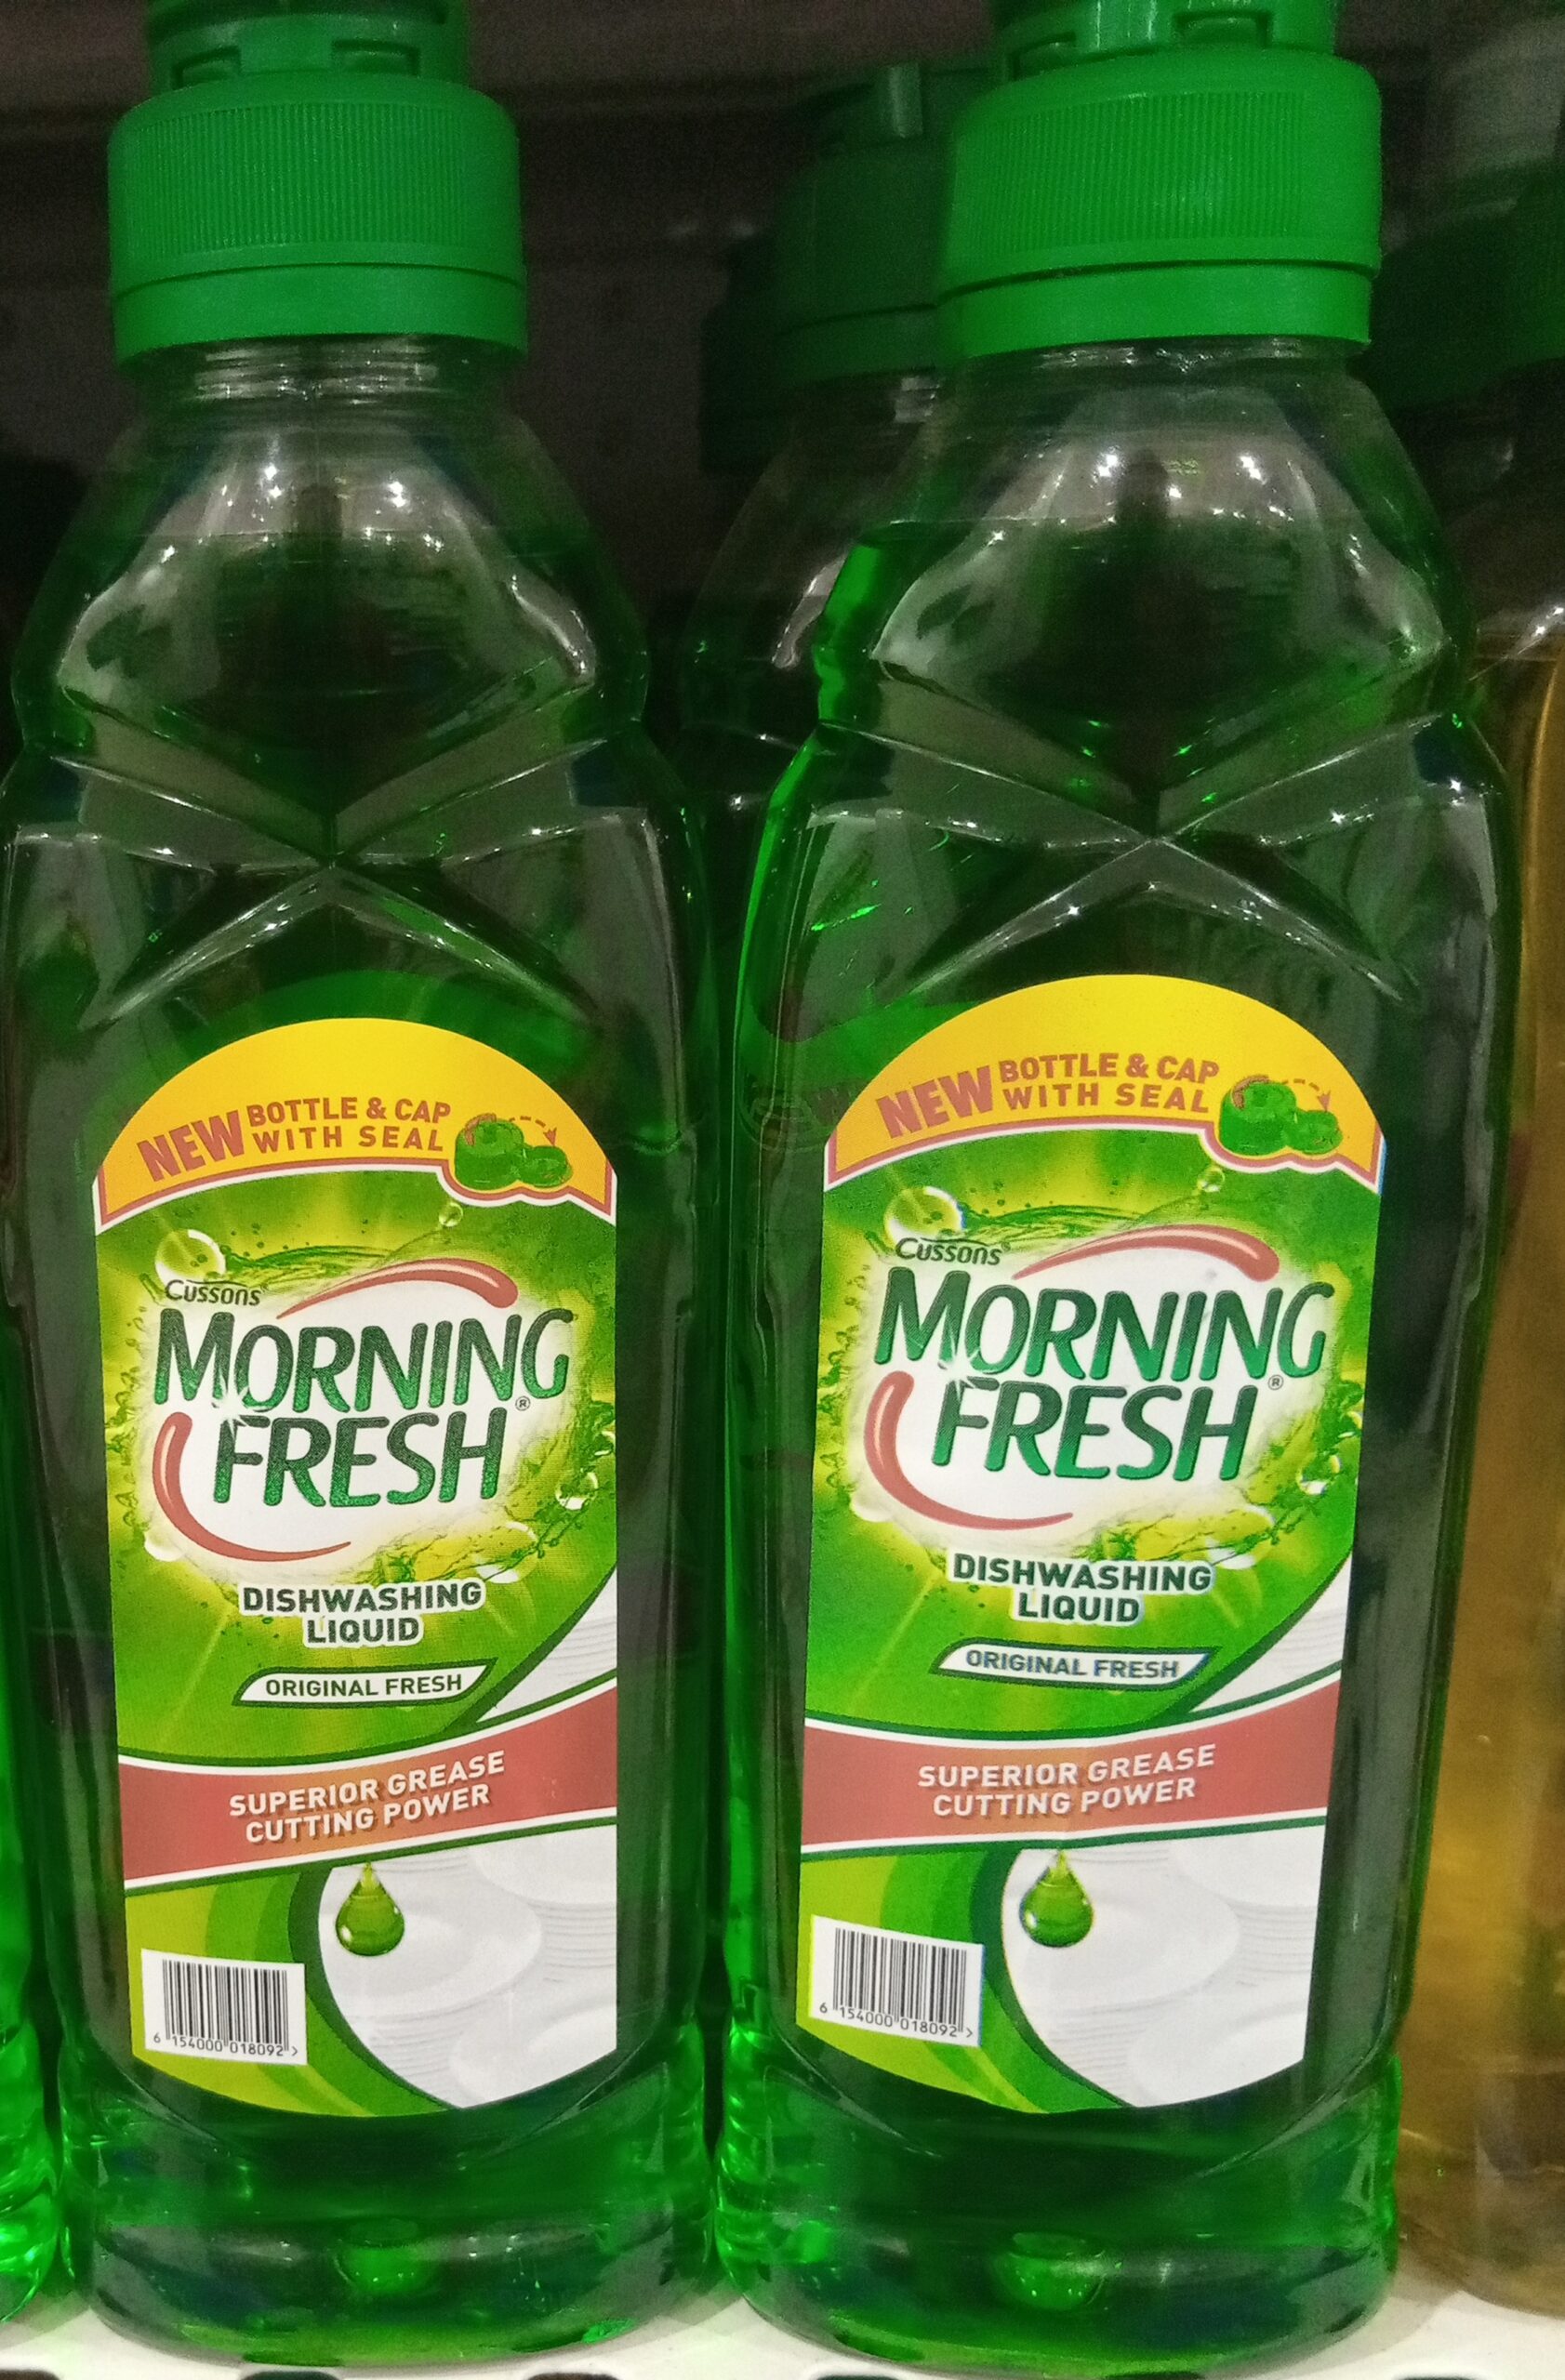 NEW BOTTLE & CAP
WITH SEAL
Cussons
MORNING
FRESH®
DISHWASHING
LIQUID
ORIGINAL FRESH
SUPERIOR GREASE
CUTTING POWER
6 154000 018092 >
NEW BOTTLE & CAP
WITH SEAL
Cussons
MORNING
FRESH®
DISHWASHING
LIQUID
ORIGINAL FRESH
SUPERIOR GREASE
CUTTING POWER
6 154000 018092 >